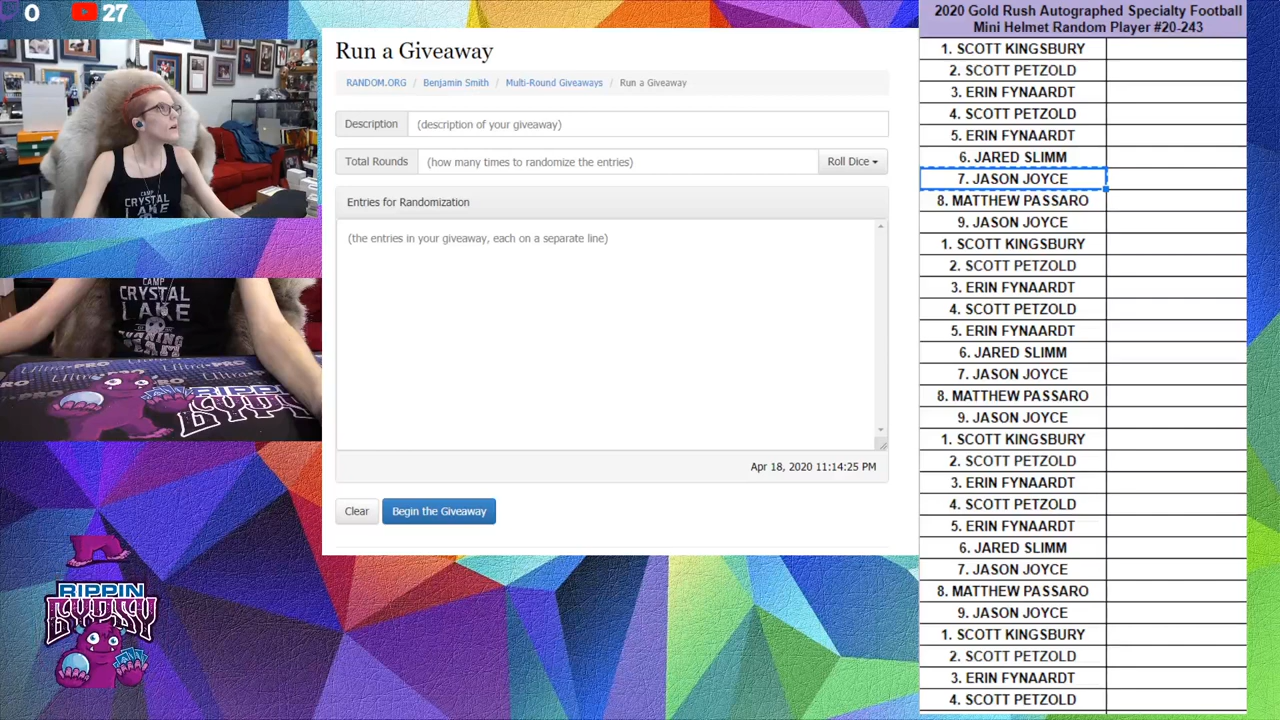 0 27
Run a Giveaway
RANDOM.ORG / Benjamin Smith / Multi-Round Giveaways / Run a Giveaway
Description (description of your giveaway)
Total Rounds (how many times to randomize the entries) Roll Dice
Entries for Randomization
(the entries in your giveaway, each on a separate line)
Apr 18, 2020 11:14:25 PM
Clear Begin the Giveaway
2020 Gold Rush Autographed Specialty Football
Mini Helmet Random Player #20-243
1. SCOTT KINGSBURY
2. SCOTT PETZOLD
3. ERIN FYNAARDT
4. SCOTT PETZOLD
5. ERIN FYNAARDT
6. JARED SLIMM
7. JASON JOYCE
8. MATTHEW PASSARO
9. JASON JOYCE
1. SCOTT KINGSBURY
2. SCOTT PETZOLD
3. ERIN FYNAARDT
4. SCOTT PETZOLD
5. ERIN FYNAARDT
6. JARED SLIMM
7. JASON JOYCE
8. MATTHEW PASSARO
9. JASON JOYCE
1. SCOTT KINGSBURY
2. SCOTT PETZOLD
3. ERIN FYNAARDT
4. SCOTT PETZOLD
5. ERIN FYNAARDT
6. JARED SLIMM
7. JASON JOYCE
8. MATTHEW PASSARO
9. JASON JOYCE
1. SCOTT KINGSBURY
2. SCOTT PETZOLD
3. ERIN FYNAARDT
4. SCOTT PETZOLD
CAMP
CRYSTAL
LAKE
CAMP
CRYSTAL
LAKE
RIPPIN
GYPSY
RIPPIN
GYPSY